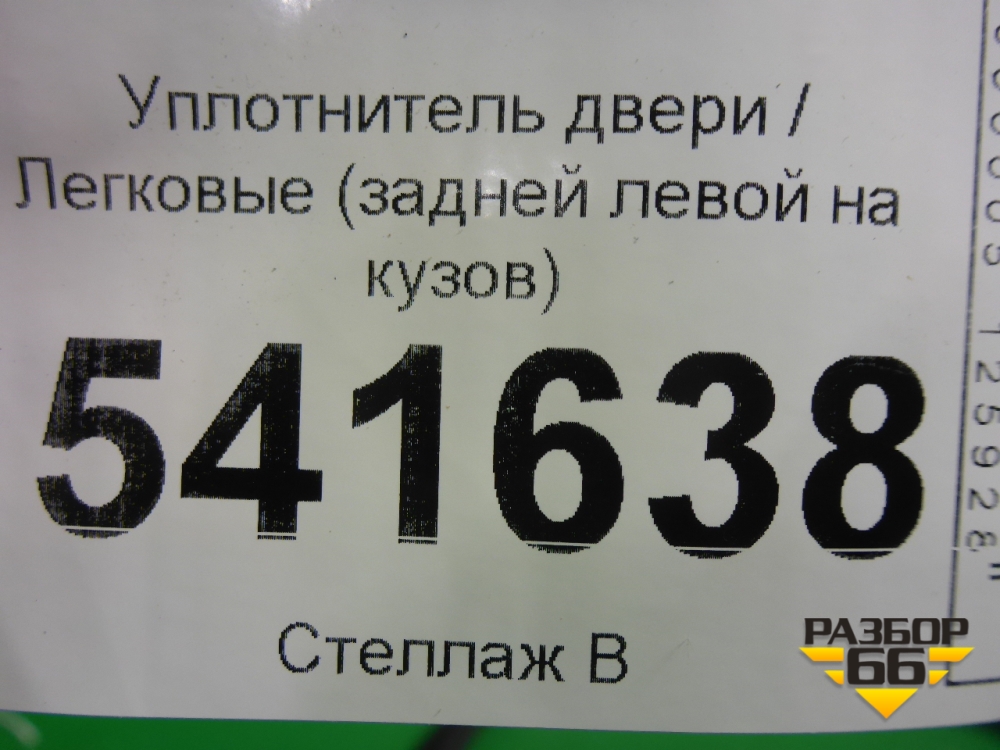 Уплотнитель двери /
Легковые (задней левой на
кузов)
541638
Стеллаж В
РАЗБОР
66